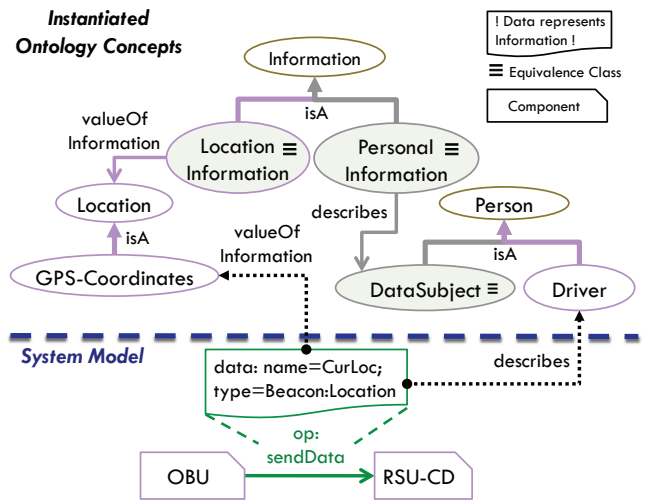 Instantiated
Ontology Concepts
! Data represents
Information !
≡ Equivalence Class
Component
Information
isA
valueOf
Information
Location ≡
Information
Personal ≡
Information
Location
describes
Person
isA
valueOf
Information
isA
GPS-Coordinates
DataSubject ≡
Driver
System Model
describes
data: name=CurLoc;
type=Beacon:Location
op:
sendData
OBU
RSU-CD